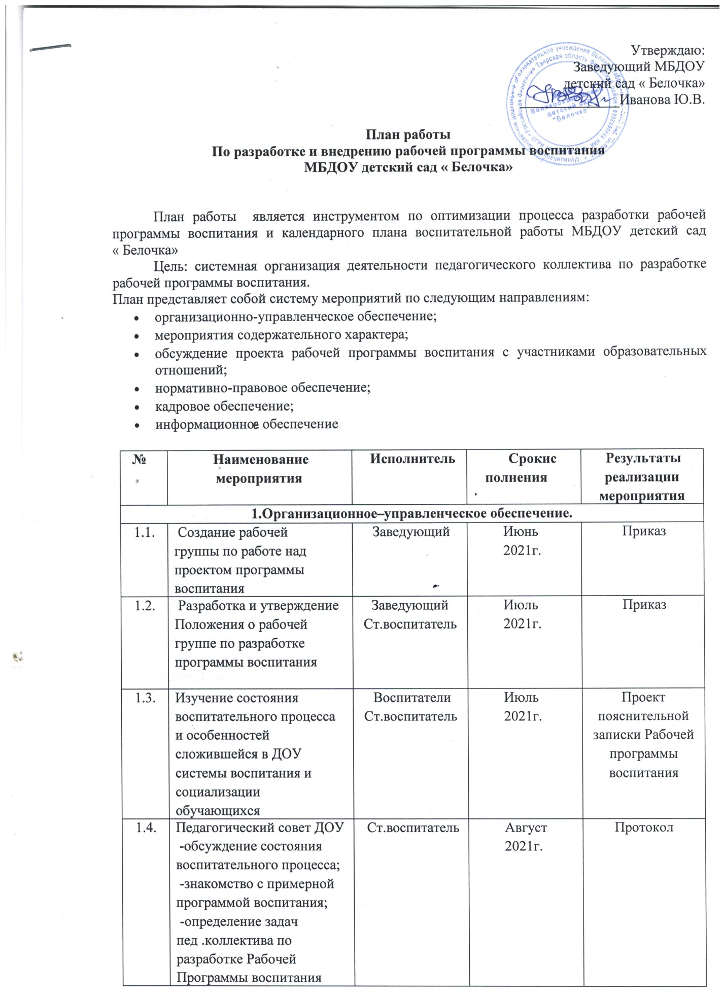 Утверждаю:
Заведующий МБДОУ
детский сад « Белочка»
Иванова Ю.В.
Великооктябрьский
детский сад
"Белочка"
План работы
По разработке и внедрению рабочей программы воспитания
МБДОУ детский сад « Белочка»
План работы является инструментом по оптимизации процесса разработки рабочей
программы воспитания и календарного плана воспитательной работы МБДОУ детский сад
« Белочка»
Цель: системная организация деятельности педагогического коллектива по разработке
рабочей программы воспитания.
План представляет собой систему мероприятий по следующим направлениям:
• организационно-управленческое обеспечение;
• мероприятия содержательного характера;
• обсуждение проекта рабочей программы воспитания с участниками образовательных
отношений;
• нормативно-правовое обеспечение;
• кадровое обеспечение;
• информационное обеспечение
№ Наименование Исполнитель Срокис Результаты
мероприятия полнения реализации
мероприятия
1.Организационное–управленческое обеспечение.
1.1. Создание рабочей Заведующий Июнь Приказ
группы по работе над 2021г.
проектом программы
воспитания
1.2. Разработка и утверждение Заведующий Июль Приказ
Положения о рабочей Ст.воспитатель 2021г.
группе по разработке
программы воспитания
1.3. Изучение состояния Воспитатели Июль Проект
воспитательного процесса Ст.воспитатель 2021г. пояснительной
и особенностей записки Рабочей
сложившейся в ДОУ программы
системы воспитания и воспитания
социализации
обучающихся
1.4. Педагогический совет ДОУ Ст.воспитатель Август Протокол
-обсуждение состояния 2021г.
воспитательного процесса;
-знакомство с примерной
программой воспитания;
-определение задач
пед .коллектива по
разработке Рабочей
Программы воспитания